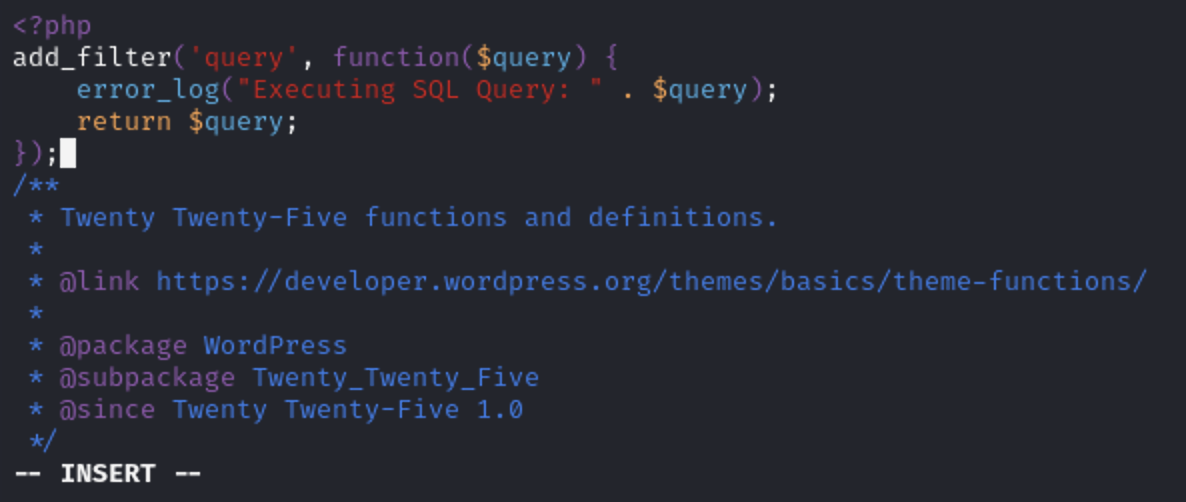 <?php
add_filter('query', function($query) {
    error_log("Executing SQL Query: " . $query);
    return $query;
});
/**
 * Twenty Twenty-Five functions and definitions.
 *
 * @link https://developer.wordpress.org/themes/basics/theme-functions/
 *
 * @package WordPress
 * @subpackage Twenty_Twenty_Five
 * @since Twenty Twenty-Five 1.0
 */
-- INSERT --